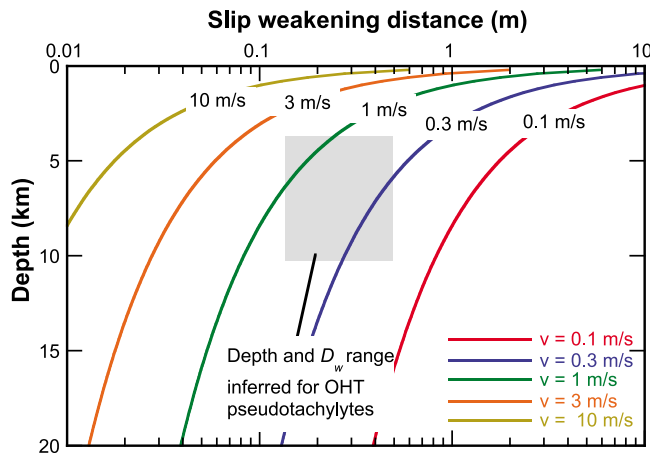 Slip weakening distance (m)
0.01 0.1 1 10
0
5
10
15
20
Depth (km)
10 m/s
3 m/s
1 m/s
0.3 m/s
0.1 m/s
Depth and Dw range
inferred for OHT
pseudotachylytes
v = 0.1 m/s
v = 0.3 m/s
v = 1 m/s
v = 3 m/s
v = 10 m/s